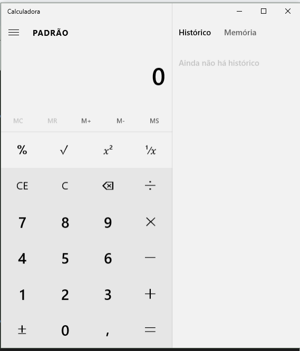 Calculadora
PADRÃO
Histórico Memória
Ainda não há histórico
0
MC MR M+ M- MS
% √ x² ¹/x
CE C ÷
7 8 9 ×
4 5 6 −
1 2 3 +
± 0 , =